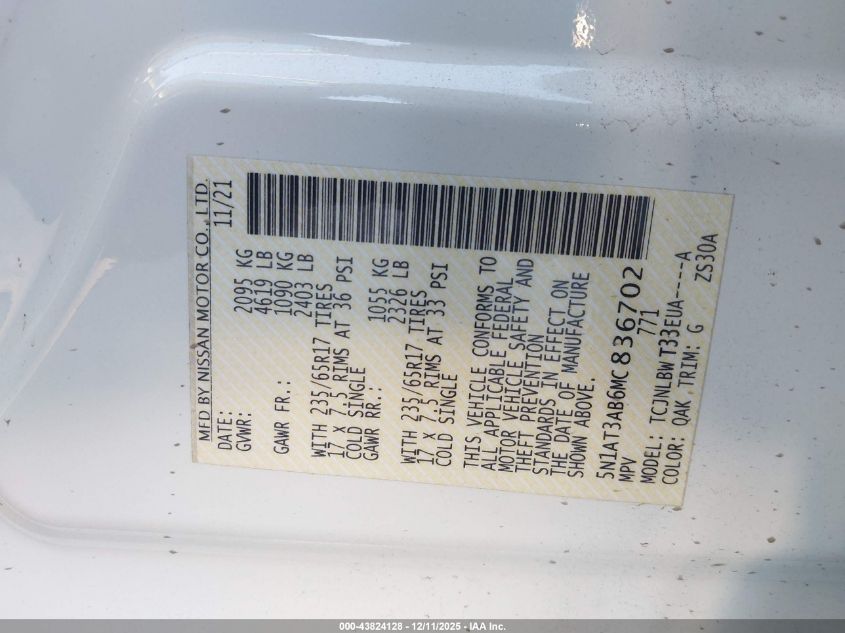 MFD BY NISSAN MOTOR CO., LTD.
DATE: 11/21
GVWR: 2095 KG
4619 LB
GAWR FR.: 1090 KG
2403 LB
WITH 235/65R17 TIRES
17 X 7.5 RIMS AT 36 PSI
COLD SINGLE
GAWR RR.: 1055 KG
2326 LB
WITH 235/65R17 TIRES
17 X 7.5 RIMS AT 33 PSI
COLD SINGLE
THIS VEHICLE CONFORMS TO
ALL APPLICABLE FEDERAL
MOTOR VEHICLE SAFETY AND
THEFT PREVENTION
STANDARDS IN EFFECT ON
THE DATE OF MANUFACTURE
SHOWN ABOVE.
5N1AT3AB6MC836702
MPV 771
MODEL: TCJNLBWT33EUA----A
COLOR: QAK TRIM: G ZS30A
000-43824128 - 12/11/2025 - IAA Inc.